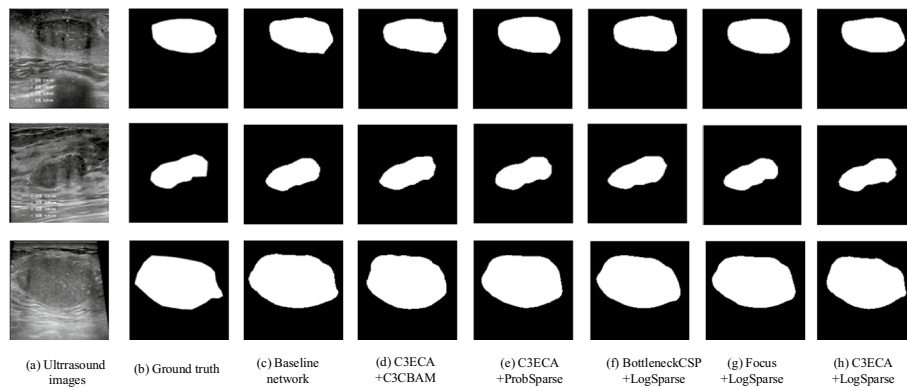 (a) Ultrrasound
images
(b) Ground truth
(c) Baseline
network
(d) C3ECA
+C3CBAM
(e) C3ECA
+ProbSparse
(f) BottleneckCSP
+LogSparse
(g) Focus
+LogSparse
(h) C3ECA
+LogSparse